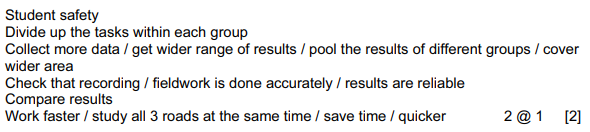 Student safety
Divide up the tasks within each group
Collect more data / get wider range of results / pool the results of different groups / cover
wider area
Check that recording / fieldwork is done accurately / results are reliable
Compare results
Work faster / study all 3 roads at the same time / save time / quicker 2 @ 1 [2]